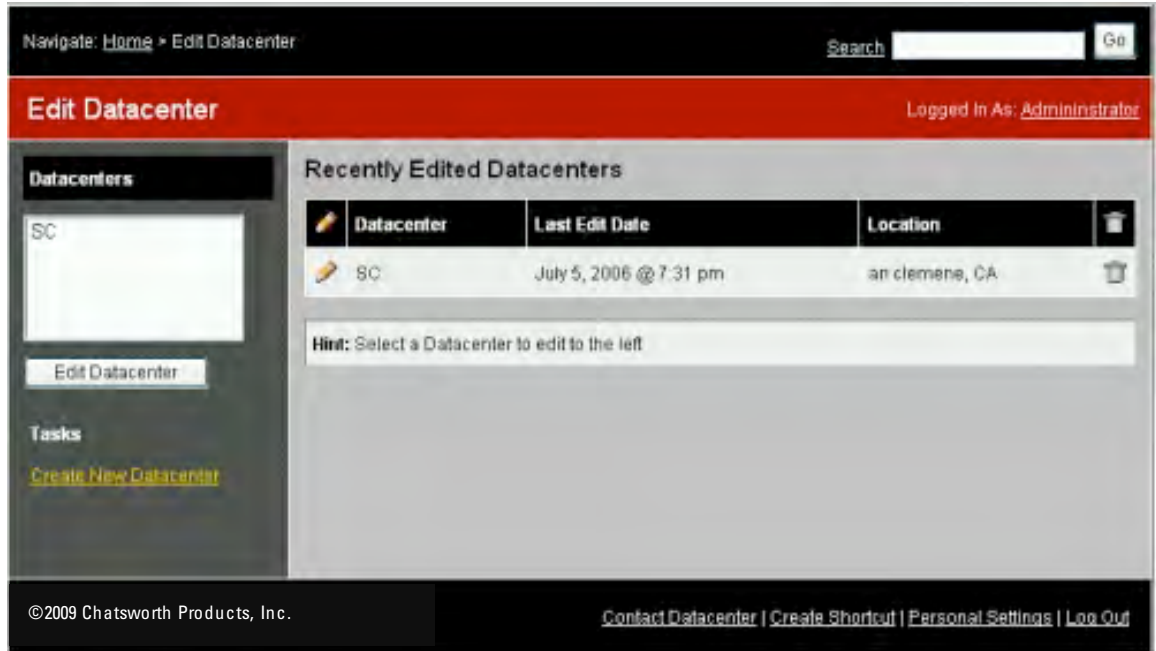 Navigate: Home > Edit Datacenter
Search
Go
Edit Datacenter
Logged In As: Admininstrator
Datacenters
SC
Edit Datacenter
Tasks
Create New Datacenter
Recently Edited Datacenters
Datacenter Last Edit Date Location
SC July 5, 2006 @ 7:31 pm an clemene, CA
Hint: Select a Datacenter to edit to the left
©2009 Chatsworth Products, Inc.
Contact Datacenter | Create Shortcut | Personal Settings | Log Out